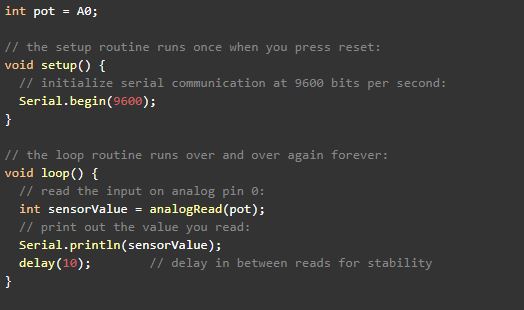 int pot = A0;

// the setup routine runs once when you press reset:
void setup() {
  // initialize serial communication at 9600 bits per second:
  Serial.begin(9600);
}

// the loop routine runs over and over again forever:
void loop() {
  // read the input on analog pin 0:
  int sensorValue = analogRead(pot);
  // print out the value you read:
  Serial.println(sensorValue);
  delay(10);        // delay in between reads for stability
}